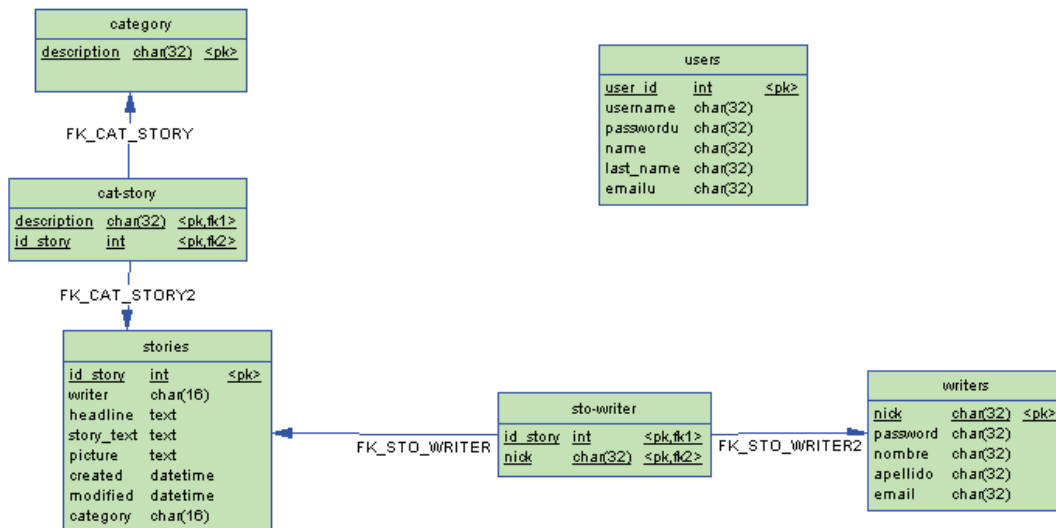 category
description char(32) <pk>
FK_CAT_STORY
cat-story
description char(32) <pk,fk1>
id_story int <pk,fk2>
FK_CAT_STORY2
stories
id_story int <pk>
writer char(16)
headline text
story_text text
picture text
created datetime
modified datetime
category char(16)
users
user_id int <pk>
username char(32)
passwordu char(32)
name char(32)
last_name char(32)
emailu char(32)
FK_STO_WRITER
sto-writer
id_story int <pk,fk1>
nick char(32) <pk,fk2>
FK_STO_WRITER2
writers
nick char(32) <pk>
password char(32)
nombre char(32)
apellido char(32)
email char(32)